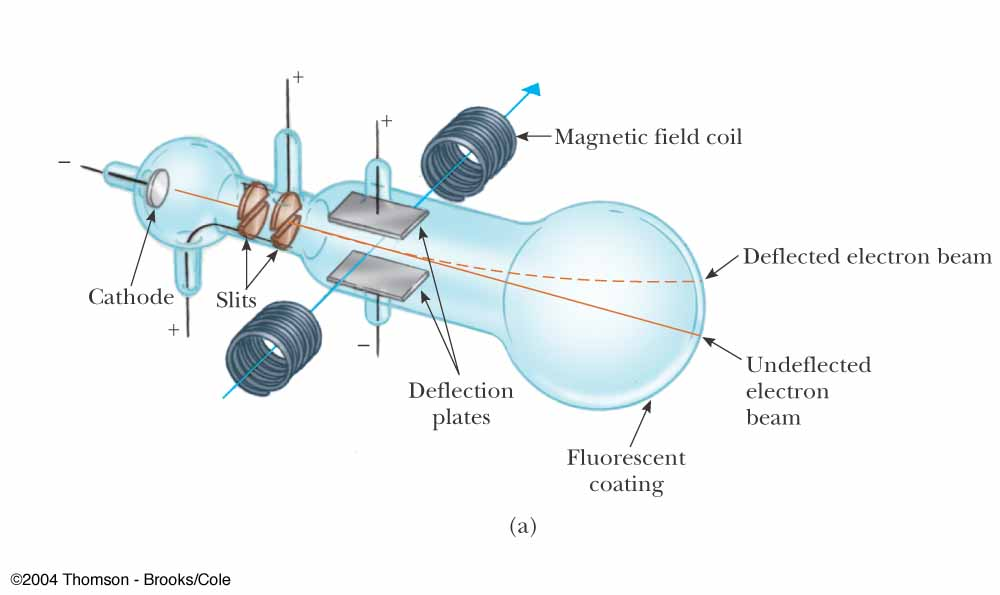 +
+
Magnetic field coil
−
Deflected electron beam
Cathode
Slits
+
−
Undeflected
electron
beam
Deflection
plates
Fluorescent
coating
(a)
©2004 Thomson - Brooks/Cole